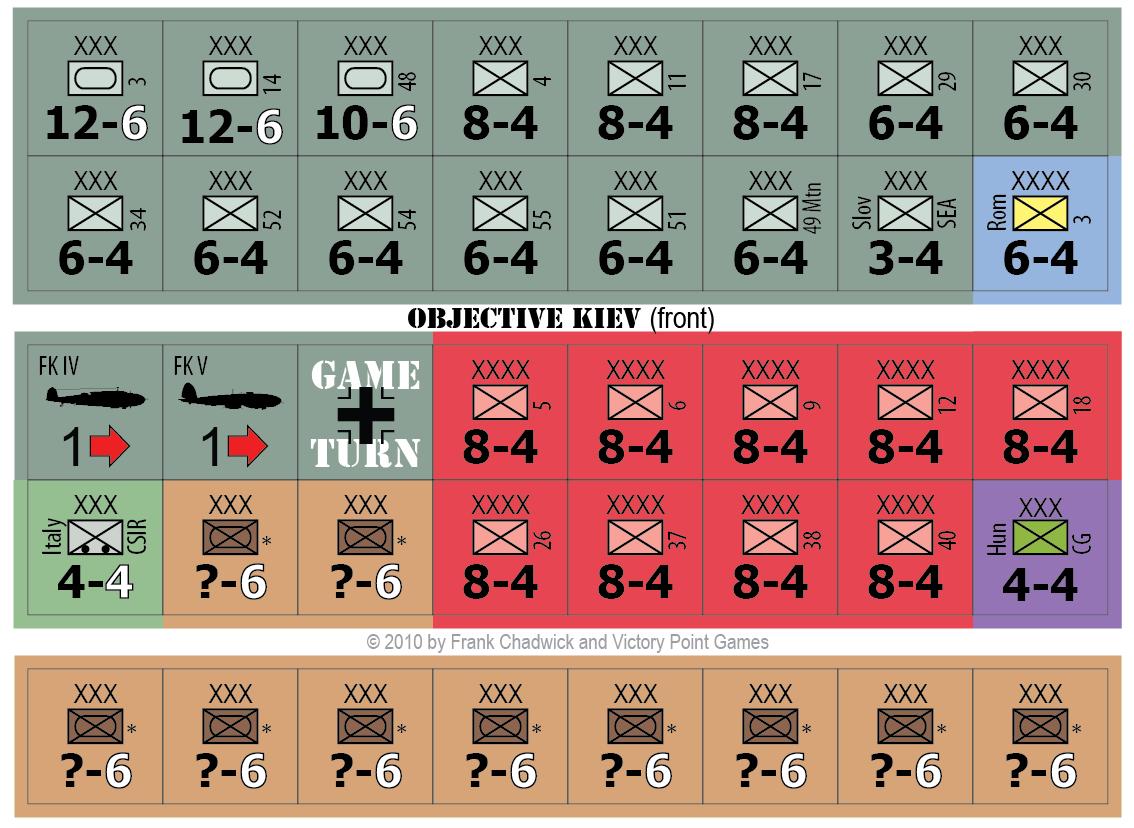 XXX XXX XXX XXX XXX XXX XXX XXX
3 14 48 4 11 17 29 30
12-6 12-6 10-6 8-4 8-4 8-4 6-4 6-4
XXX XXX XXX XXX XXX XXX XXX XXXX
34 52 54 55 51 49 Mtn Slov SEA Rom 3
6-4 6-4 6-4 6-4 6-4 6-4 3-4 6-4
OBJECTIVE KIEV (front)
FK IV FK V GAME XXXX XXXX XXXX XXXX XXXX
5 6 9 12 18
1 1 TURN 8-4 8-4 8-4 8-4 8-4
XXX XXX XXX XXXX XXXX XXXX XXXX XXX
Italy CSIR * * 26 37 38 40 Hun CG
4-4 ?-6 ?-6 8-4 8-4 8-4 8-4 4-4
© 2010 by Frank Chadwick and Victory Point Games
XXX XXX XXX XXX XXX XXX XXX XXX
* * * * * * * *
?-6 ?-6 ?-6 ?-6 ?-6 ?-6 ?-6 ?-6